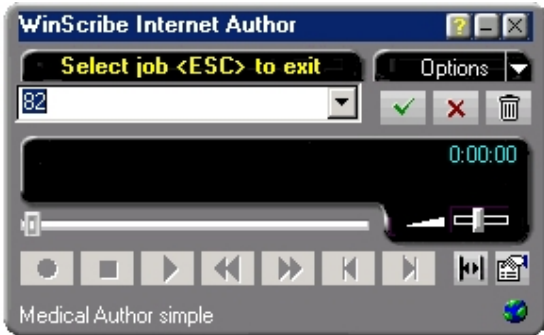 WinScribe Internet Author
?
Select job <ESC> to exit
Options
82
0:00:00
Medical Author simple